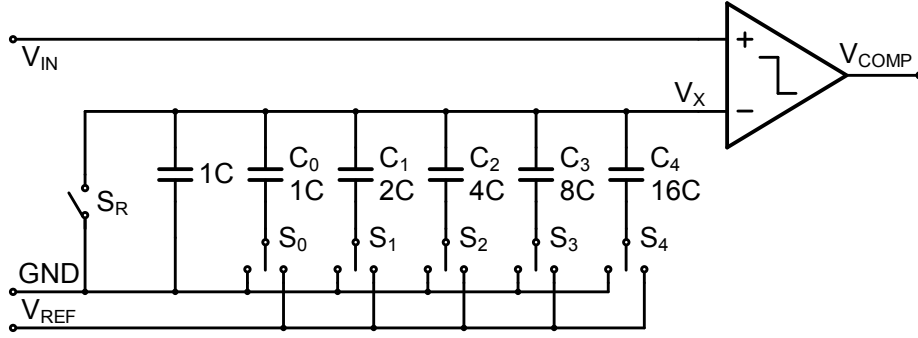 V_IN
V_COMP
V_X
+
−
S_R
1C
C_0
1C
C_1
2C
C_2
4C
C_3
8C
C_4
16C
S_0
S_1
S_2
S_3
S_4
GND
V_REF